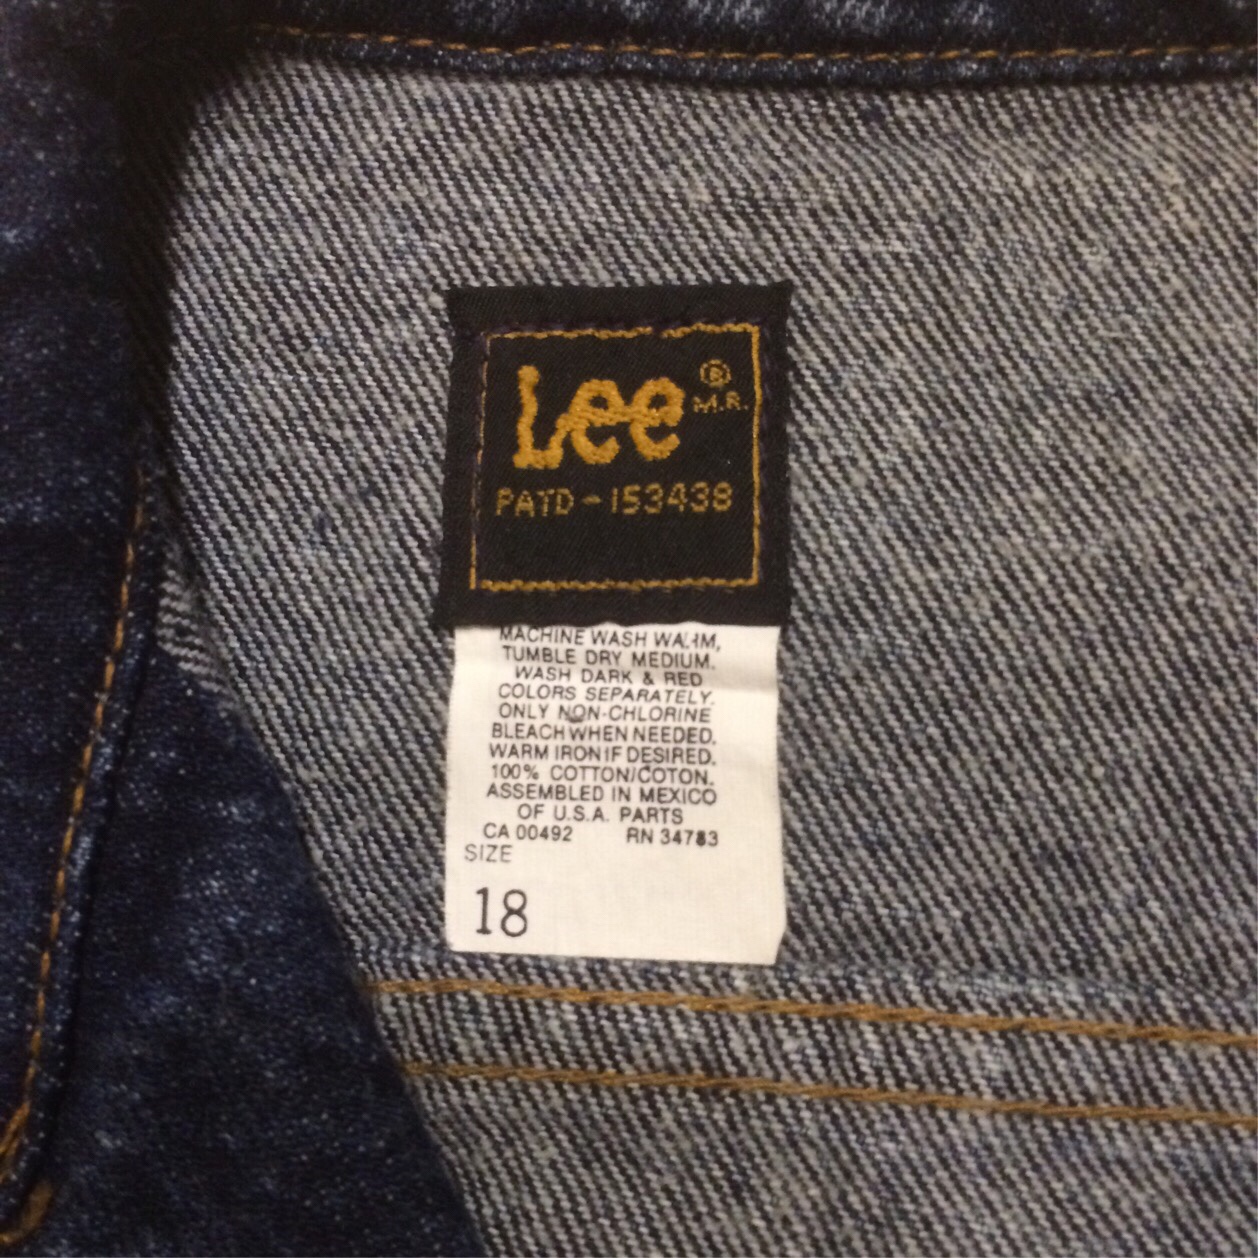 Lee ®
M.R.
PATD-153438
MACHINE WASH WARM,
TUMBLE DRY MEDIUM.
WASH DARK & RED
COLORS SEPARATELY.
ONLY NON-CHLORINE
BLEACH WHEN NEEDED.
WARM IRON IF DESIRED.
100% COTTON/COTON.
ASSEMBLED IN MEXICO
OF U.S.A. PARTS
CA 00492 RN 34783
SIZE
18